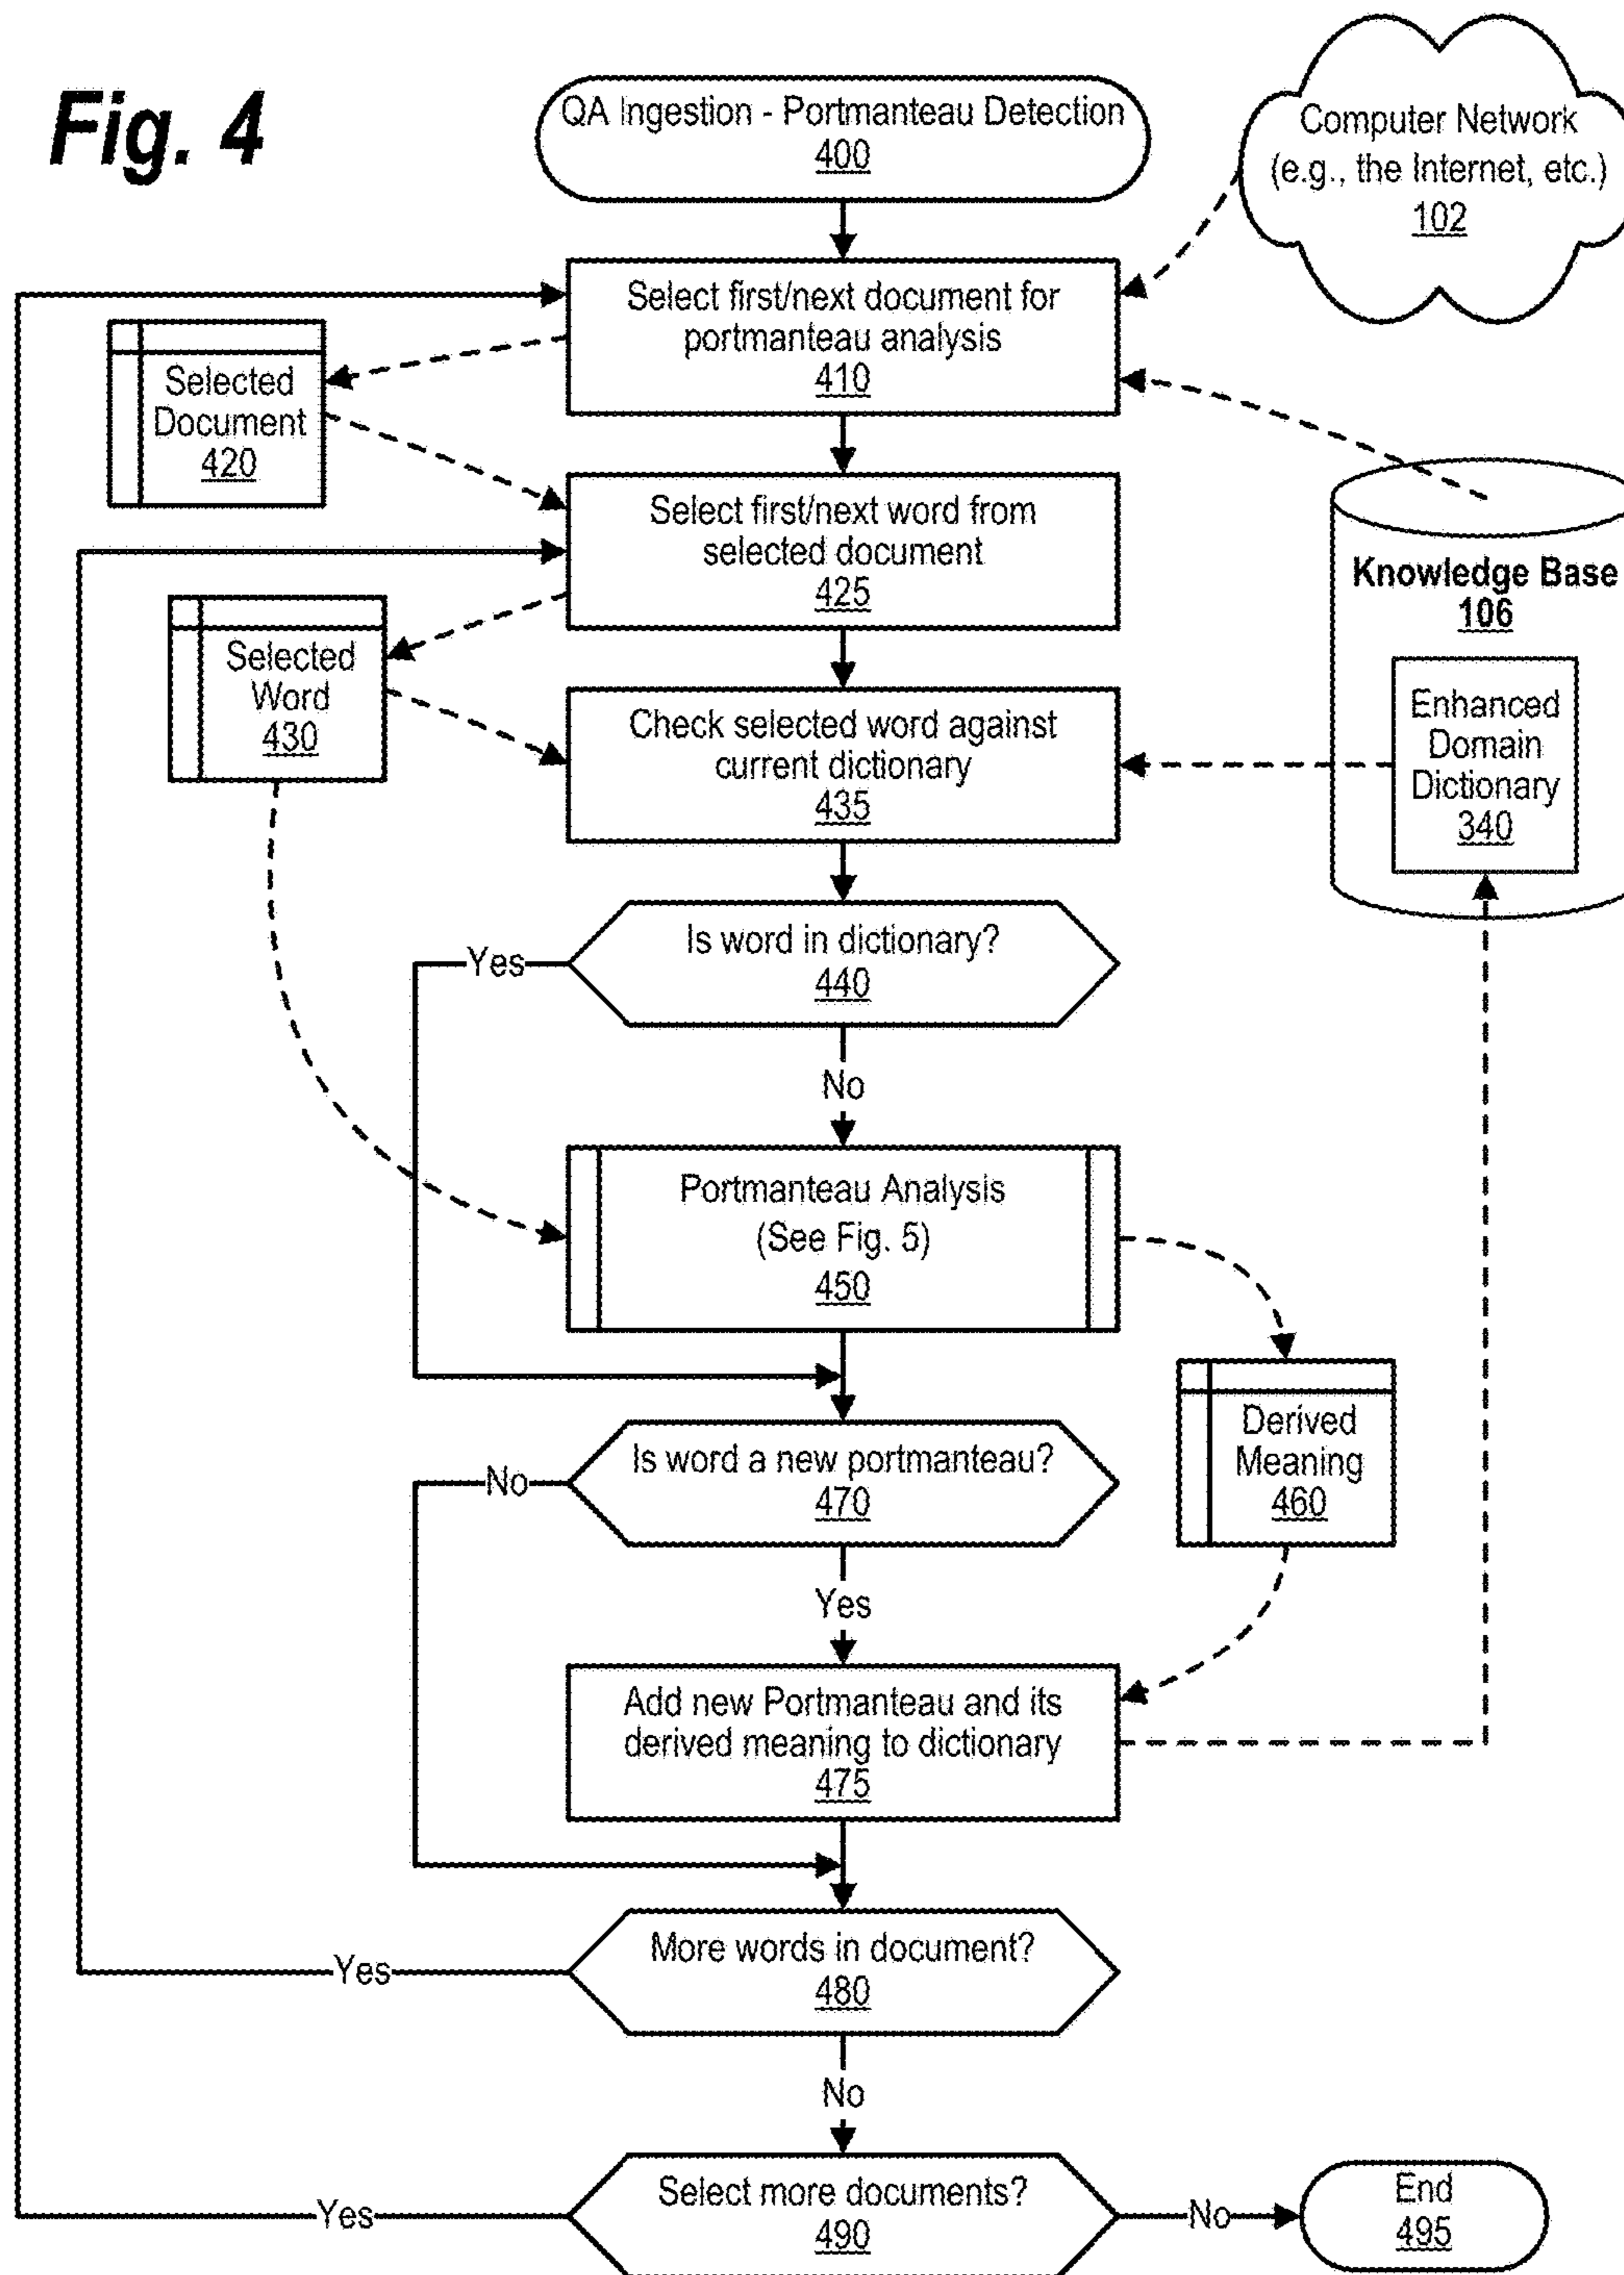 Fig. 4
QA Ingestion - Portmanteau Detection
400
Computer Network
(e.g., the Internet, etc.)
102
Select first/next document for
portmanteau analysis
410
Selected
Document
420
Select first/next word from
selected document
425
Knowledge Base
106
Selected
Word
430
Check selected word against
current dictionary
435
Enhanced
Domain
Dictionary
340
Is word in dictionary?
440
Yes
No
Portmanteau Analysis
(See Fig. 5)
450
Derived
Meaning
460
Is word a new portmanteau?
470
No
Yes
Add new Portmanteau and its
derived meaning to dictionary
475
More words in document?
480
Yes
No
Select more documents?
490
Yes
No
End
495